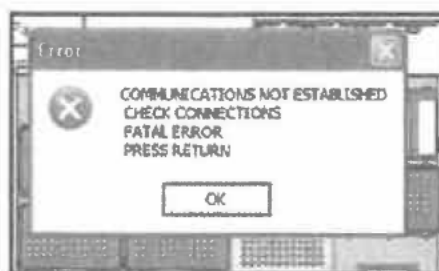 Error
COMMUNICATIONS NOT ESTABLISHED
CHECK CONNECTIONS
FATAL ERROR
PRESS RETURN
OK